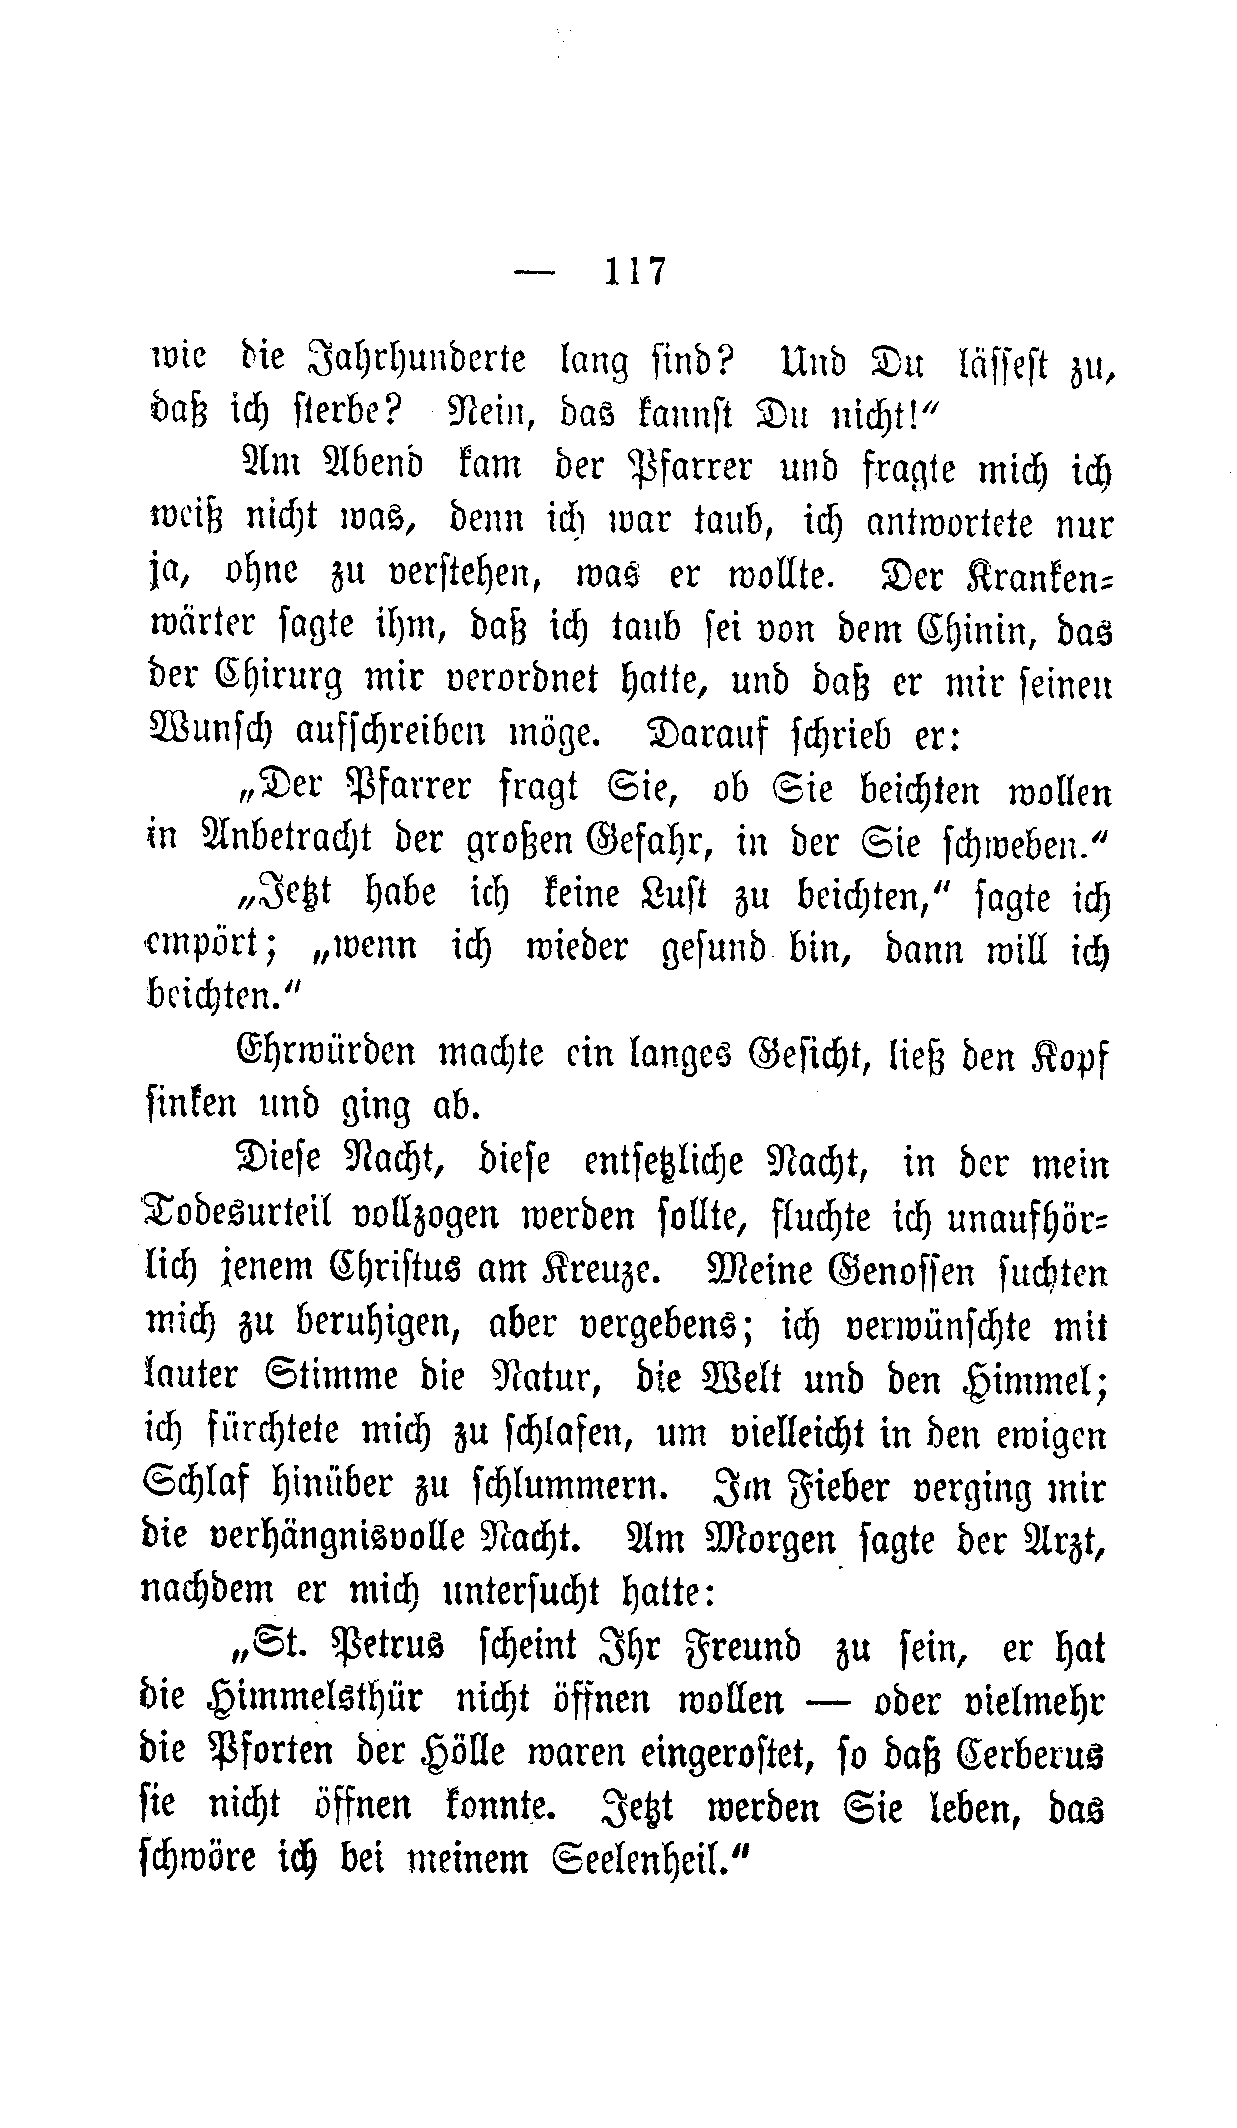 — 117
wie die Jahrhunderte lang sind? Und Du lässest zu,
daß ich sterbe? Nein, das kannst Du nicht!“
Am Abend kam der Pfarrer und fragte mich ich
weiß nicht was, denn ich war taub, ich antwortete nur
ja, ohne zu verstehen, was er wollte. Der Kranken-
wärter sagte ihm, daß ich taub sei von dem Chinin, das
der Chirurg mir verordnet hatte, und daß er mir seinen
Wunsch aufschreiben möge. Darauf schrieb er:
„Der Pfarrer fragt Sie, ob Sie beichten wollen
in Anbetracht der großen Gefahr, in der Sie schweben.“
„Jetzt habe ich keine Lust zu beichten,“ sagte ich
empört; „wenn ich wieder gesund bin, dann will ich
beichten.“
Ehrwürden machte ein langes Gesicht, ließ den Kopf
sinken und ging ab.
Diese Nacht, diese entsetzliche Nacht, in der mein
Todesurteil vollzogen werden sollte, fluchte ich unaufhör-
lich jenem Christus am Kreuze. Meine Genossen suchten
mich zu beruhigen, aber vergebens; ich verwünschte mit
lauter Stimme die Natur, die Welt und den Himmel;
ich fürchtete mich zu schlafen, um vielleicht in den ewigen
Schlaf hinüber zu schlummern. Im Fieber verging mir
die verhängnisvolle Nacht. Am Morgen sagte der Arzt,
nachdem er mich untersucht hatte:
„St. Petrus scheint Ihr Freund zu sein, er hat
die Himmelsthür nicht öffnen wollen — oder vielmehr
die Pforten der Hölle waren eingerostet, so daß Cerberus
sie nicht öffnen konnte. Jetzt werden Sie leben, das
schwöre ich bei meinem Seelenheil.“